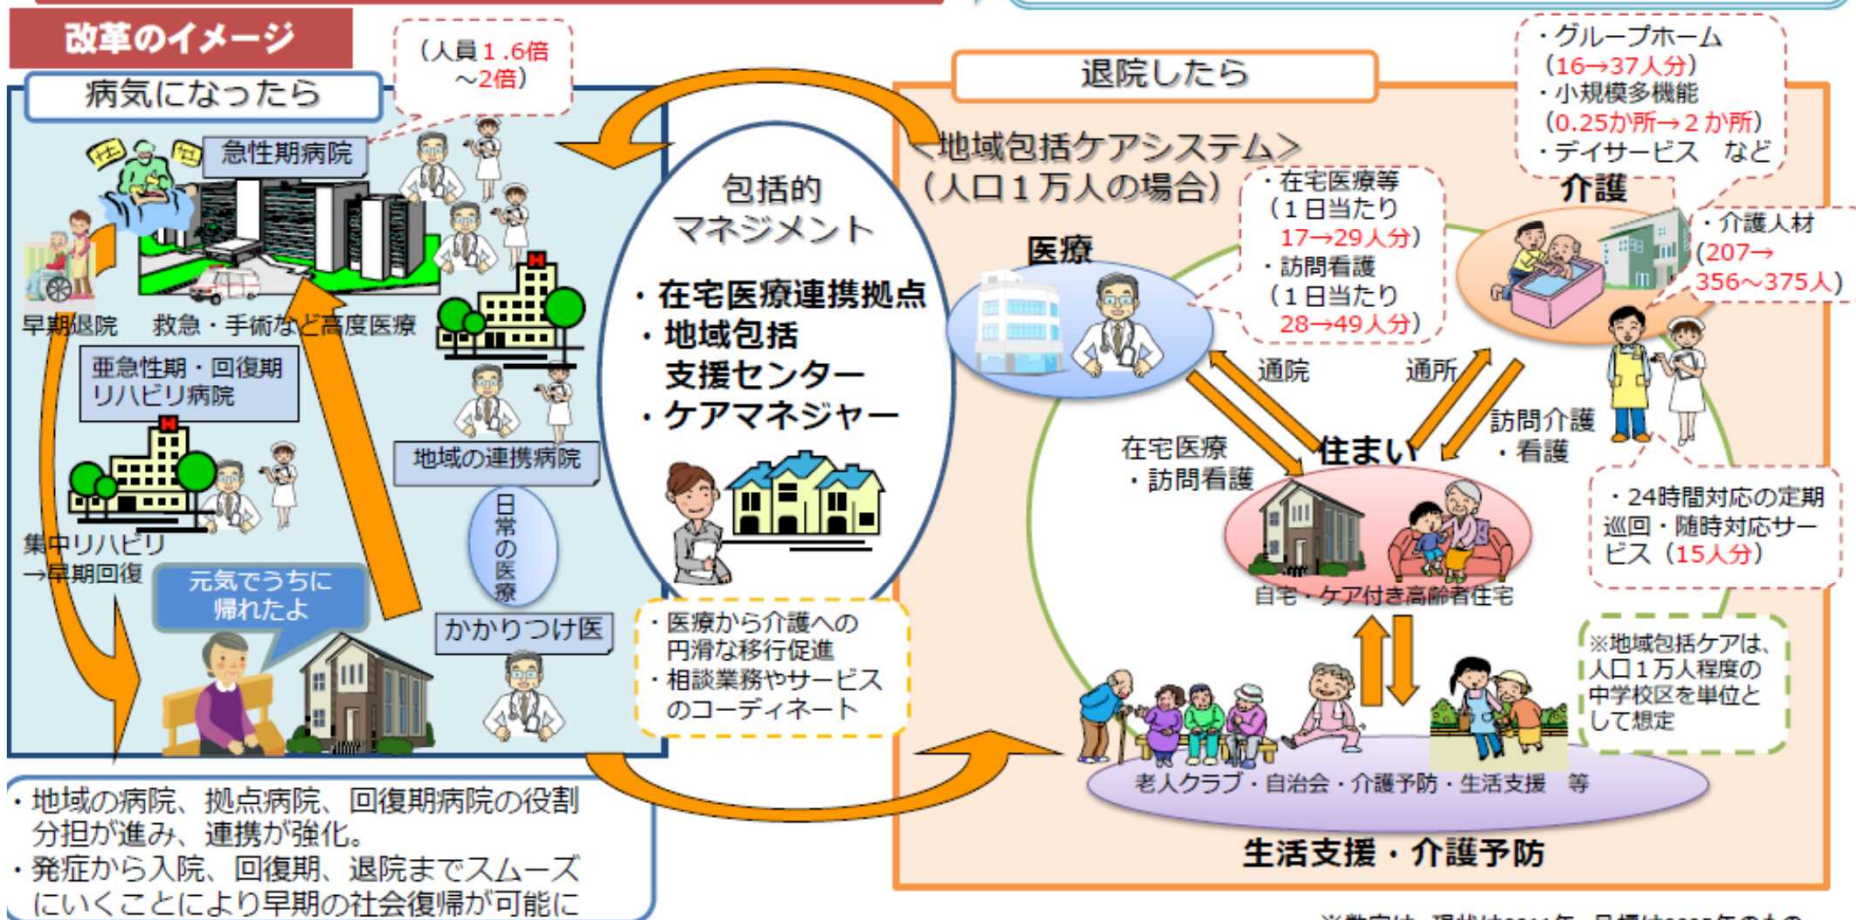 改革のイメージ
病気になったら
（人員１.6倍
～2倍）
急性期病院
早期退院
救急・手術など高度医療
亜急性期・回復期
リハビリ病院
地域の連携病院
集中リハビリ
→早期回復
日常の医療
元気でうちに
帰れたよ
かかりつけ医
・地域の病院、拠点病院、回復期病院の役割
分担が進み、連携が強化。
・発症から入院、回復期、退院までスムーズ
にいくことにより早期の社会復帰が可能に
包括的
マネジメント
・在宅医療連携拠点
・地域包括
支援センター
・ケアマネジャー
・医療から介護への
円滑な移行促進
・相談業務やサービス
のコーディネート
退院したら
＜地域包括ケアシステム＞
（人口１万人の場合）
・グループホーム
（16→37人分）
・小規模多機能
（0.25か所→２か所）
・デイサービス　など
介護
・在宅医療等
（１日当たり
17→29人分）
・訪問看護
（１日当たり
28→49人分）
・介護人材
（207→
356～375人）
医療
通院
通所
在宅医療
・訪問看護
住まい
訪問介護
・看護
・24時間対応の定期
巡回・随時対応サー
ビス（15人分）
自宅・ケア付き高齢者住宅
※地域包括ケアは、
人口１万人程度の
中学校区を単位と
して想定
老人クラブ・自治会・介護予防・生活支援　等
生活支援・介護予防